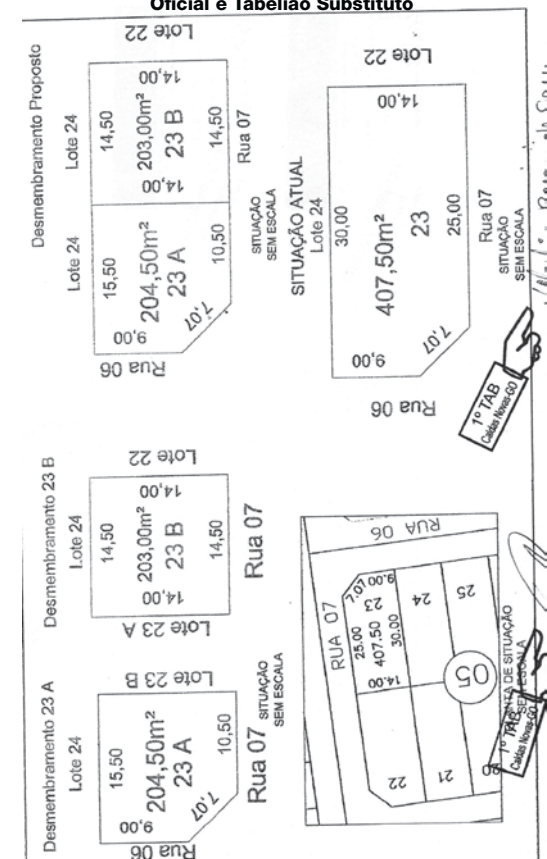 Oficial e Tabelião Substituto
Desmembramento Proposto
Lote 22
Lote 24
Lote 24
14,00
14,50
203,00m²
23 B
14,50
14,00
15,50
204,50m²
23 A
10,50
9,00
7,07
Rua 07
Rua 06
SITUAÇÃO
SEM ESCALA
SITUAÇÃO ATUAL
Lote 24
Lote 22
14,00
30,00
407,50m²
23
25,00
9,00
7,07
Rua 07
SITUAÇÃO
SEM ESCALA
Rua 06
1º TAB
Caldas Novas-GO
Desmembramento 23 B
Lote 24
Lote 22
14,00
14,50
203,00m²
23 B
14,50
14,00
Rua 07
Lote 23 A
Desmembramento 23 A
Lote 24
Lote 23 B
15,50
204,50m²
23 A
10,50
9,00
7,07
Rua 07
SITUAÇÃO
SEM ESCALA
Rua 06
RUA 06
RUA 07
7.07
9.00
23
25.00
407.50
30.00
14.00
24
25
05
22
21
20
DE SITUAÇÃO
SEM ESCALA
1º TAB
Caldas Novas-GO